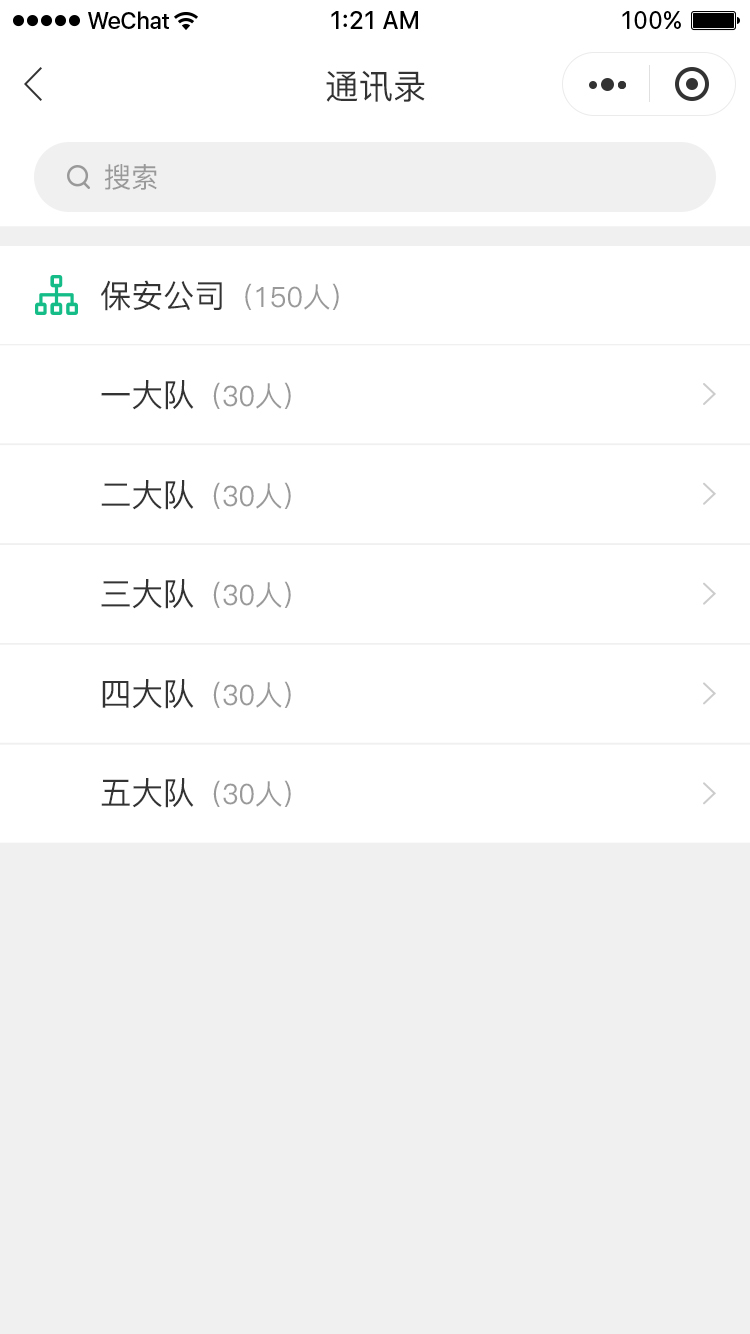 WeChat 1:21 AM 100%
通讯录
搜索
保安公司 (150人)
一大队 (30人)
二大队 (30人)
三大队 (30人)
四大队 (30人)
五大队 (30人)